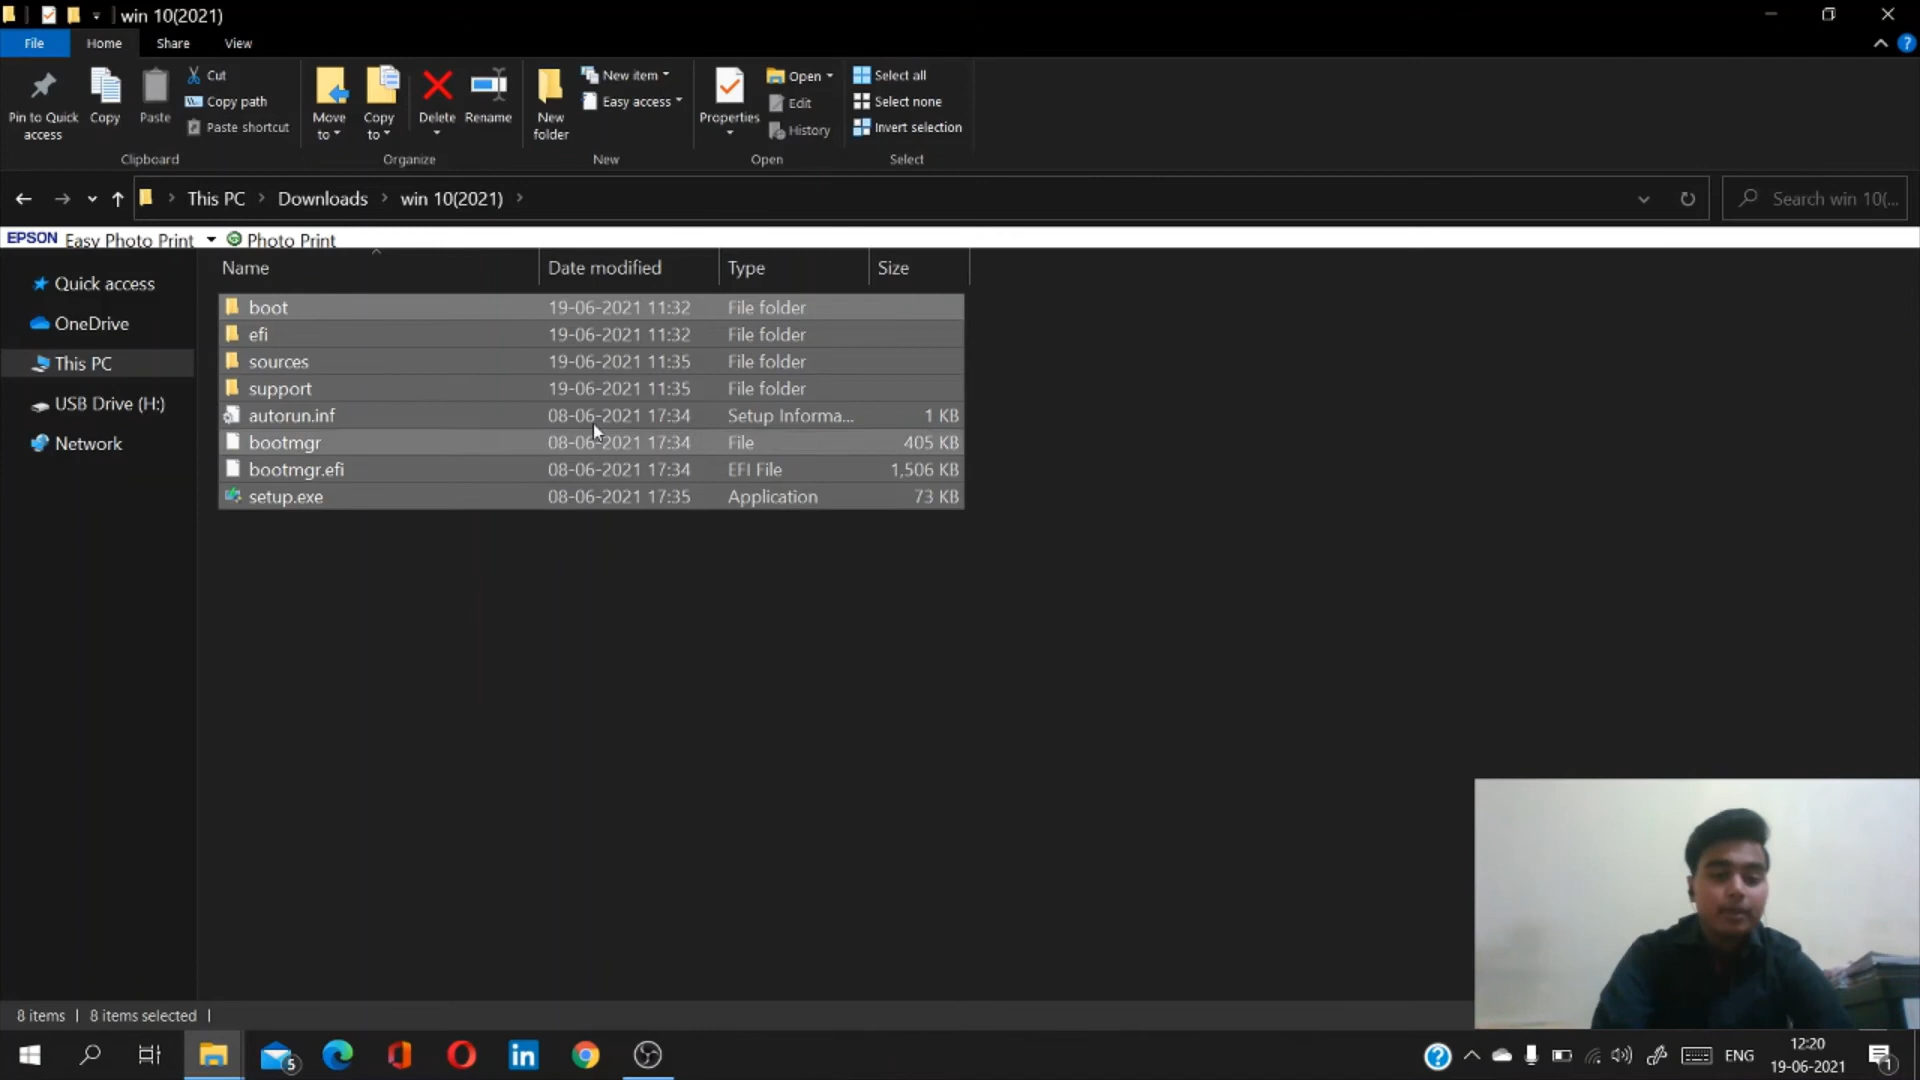 win 10(2021)
File Home Share View
Pin to Quick access
Copy
Paste
Cut
Copy path
Paste shortcut
Clipboard
Move to
Copy to
Delete
Rename
Organize
New folder
New item
Easy access
New
Properties
Open
Edit
History
Open
Select all
Select none
Invert selection
Select
This PC > Downloads > win 10(2021) >
Search win 10(...
EPSON Easy Photo Print Photo Print
Quick access
OneDrive
This PC
USB Drive (H:)
Network
Name Date modified Type Size
boot 19-06-2021 11:32 File folder
efi 19-06-2021 11:32 File folder
sources 19-06-2021 11:35 File folder
support 19-06-2021 11:35 File folder
autorun.inf 08-06-2021 17:34 Setup Informa... 1 KB
bootmgr 08-06-2021 17:34 File 405 KB
bootmgr.efi 08-06-2021 17:34 EFI File 1,506 KB
setup.exe 08-06-2021 17:35 Application 73 KB
8 items | 8 items selected |
5
ENG
12:20
19-06-2021
1